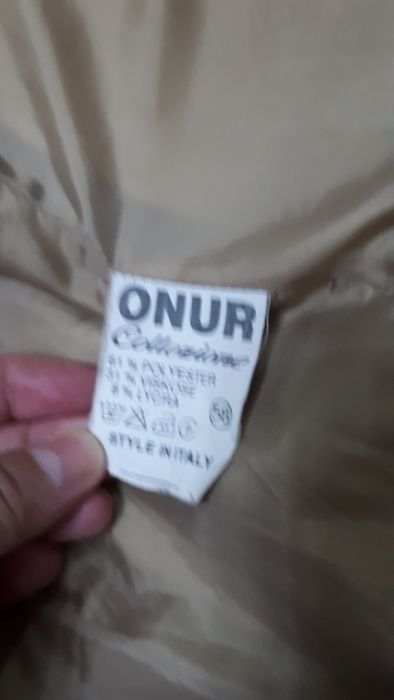 ONUR
Collezione
61 % POLYESTER
31 % VISKOSE
8 % LYCRA
58
STYLE IN ITALY